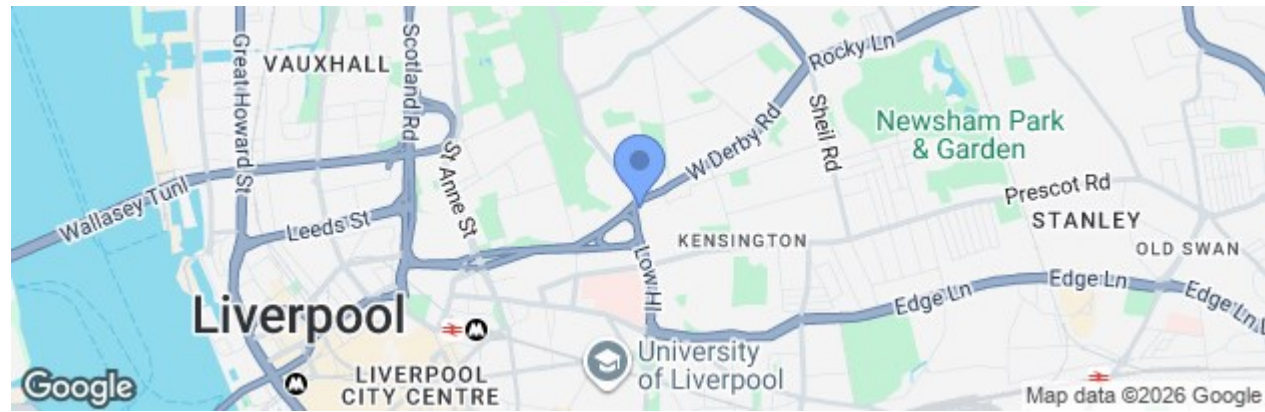 VAUXHALL
Great Howard St
Scotland Rd
St Anne St
Wallasey Tunl
Leeds St
Liverpool
LIVERPOOL
CITY CENTRE
W Derby Rd
Rocky Ln
Sheil Rd
Newsham Park
& Garden
Prescot Rd
STANLEY
OLD SWAN
KENSINGTON
Low Hl
Edge Ln
Edge Ln
Edge Ln
University
of Liverpool
Google
Map data ©2026 Google